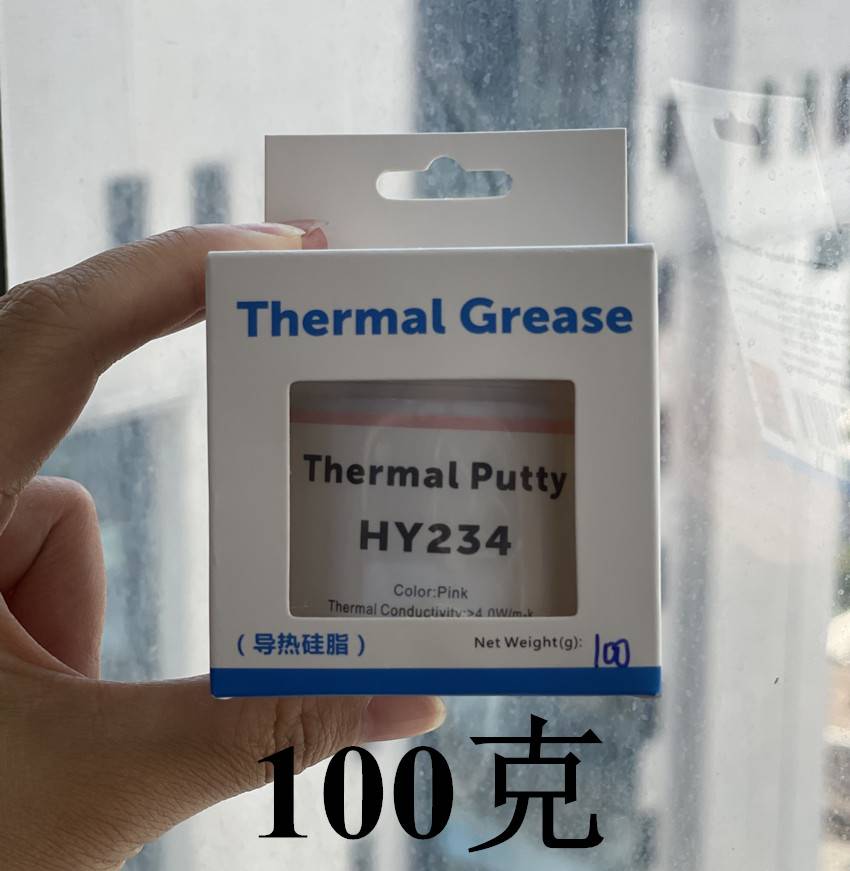 Thermal Grease
Thermal Putty
HY234
Color:Pink
Thermal Conductivity:>4.0W/m·k
(导热硅脂)
Net Weight(g): 100
100克